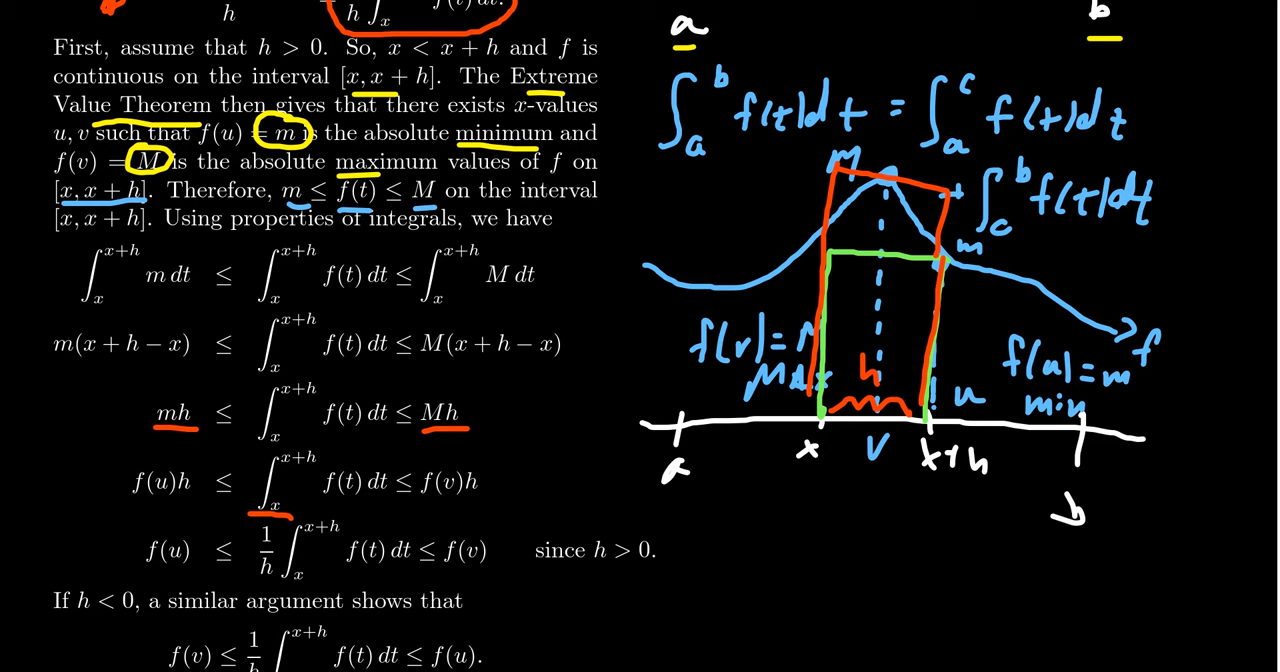 h h ∫_x f(t) dt.
First, assume that h > 0. So, x < x + h and f is
continuous on the interval [x, x + h]. The Extreme
Value Theorem then gives that there exists x-values
u, v such that f(u) = m is the absolute minimum and
f(v) = M is the absolute maximum values of f on
[x, x + h]. Therefore, m ≤ f(t) ≤ M on the interval
[x, x + h]. Using properties of integrals, we have
∫_x^{x+h} m dt ≤ ∫_x^{x+h} f(t) dt ≤ ∫_x^{x+h} M dt
m(x + h − x) ≤ ∫_x^{x+h} f(t) dt ≤ M(x + h − x)
mh ≤ ∫_x^{x+h} f(t) dt ≤ Mh
f(u)h ≤ ∫_x^{x+h} f(t) dt ≤ f(v)h
f(u) ≤ 1/h ∫_x^{x+h} f(t) dt ≤ f(v) since h > 0.
If h < 0, a similar argument shows that
f(v) ≤ 1/h ∫_x^{x+h} f(t) dt ≤ f(u).
a b
∫_a^b f(t)dt = ∫_a^c f(t)dt
+ ∫_c^b f(t)dt
M
m
f(v) =
MAX
h
f
f(u) = m
min
u
a x v x+h b